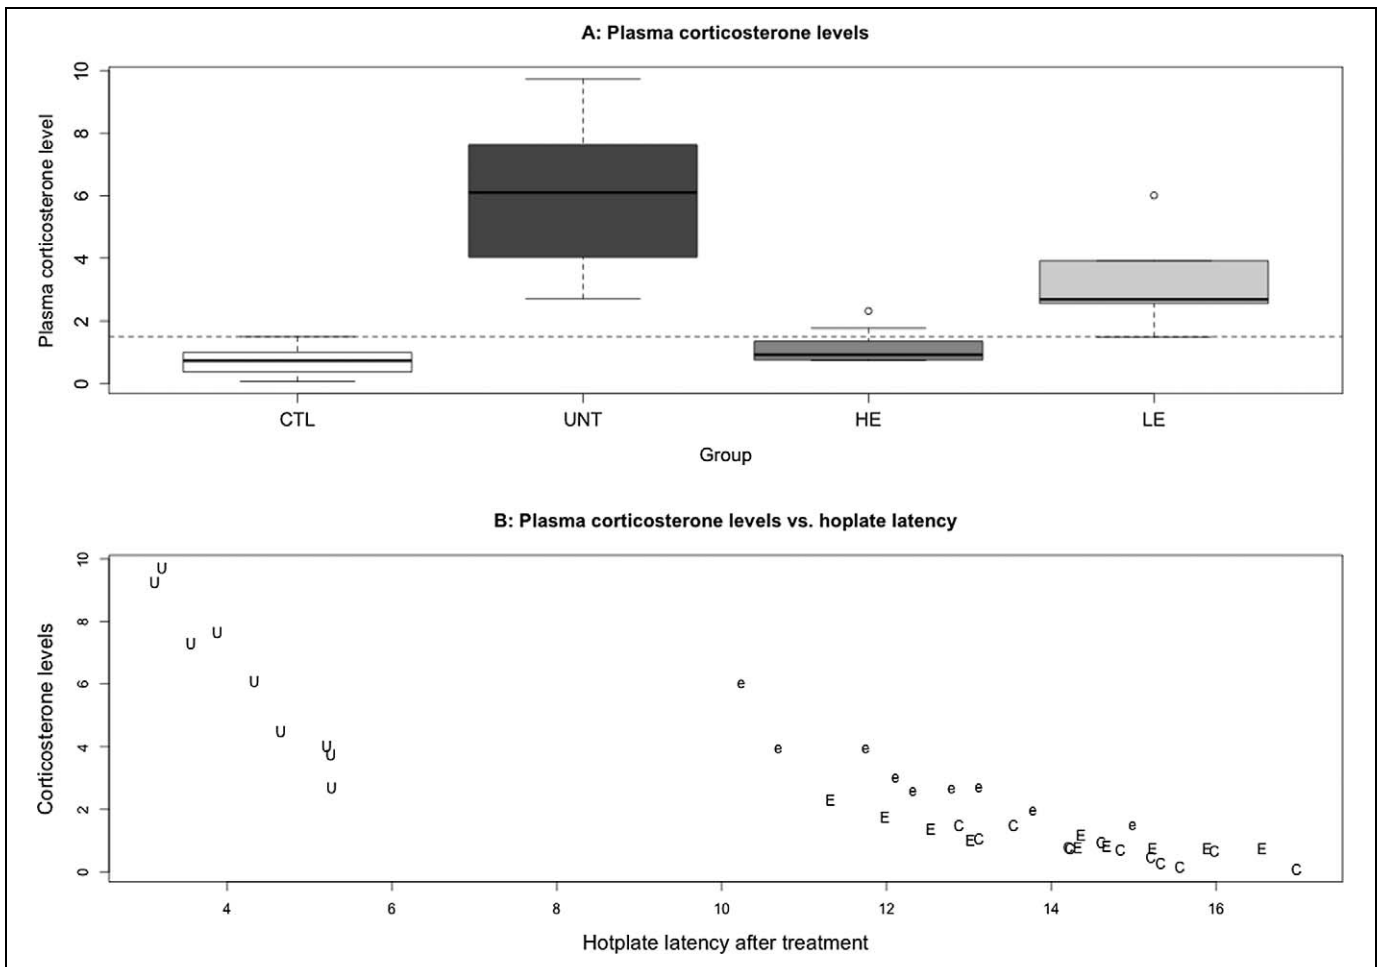 A: Plasma corticosterone levels
Plasma corticosterone level
10
8
6
4
2
0
CTL UNT HE LE
Group
B: Plasma corticosterone levels vs. hoplate latency
Corticosterone levels
10
8
6
4
2
0
U
U
U
U
U
U
U
U
U
e
e e
e
e e e
E e
E
E C C e
E C E
C C E C E C E E C E
C C
C C
4 6 8 10 12 14 16
Hotplate latency after treatment